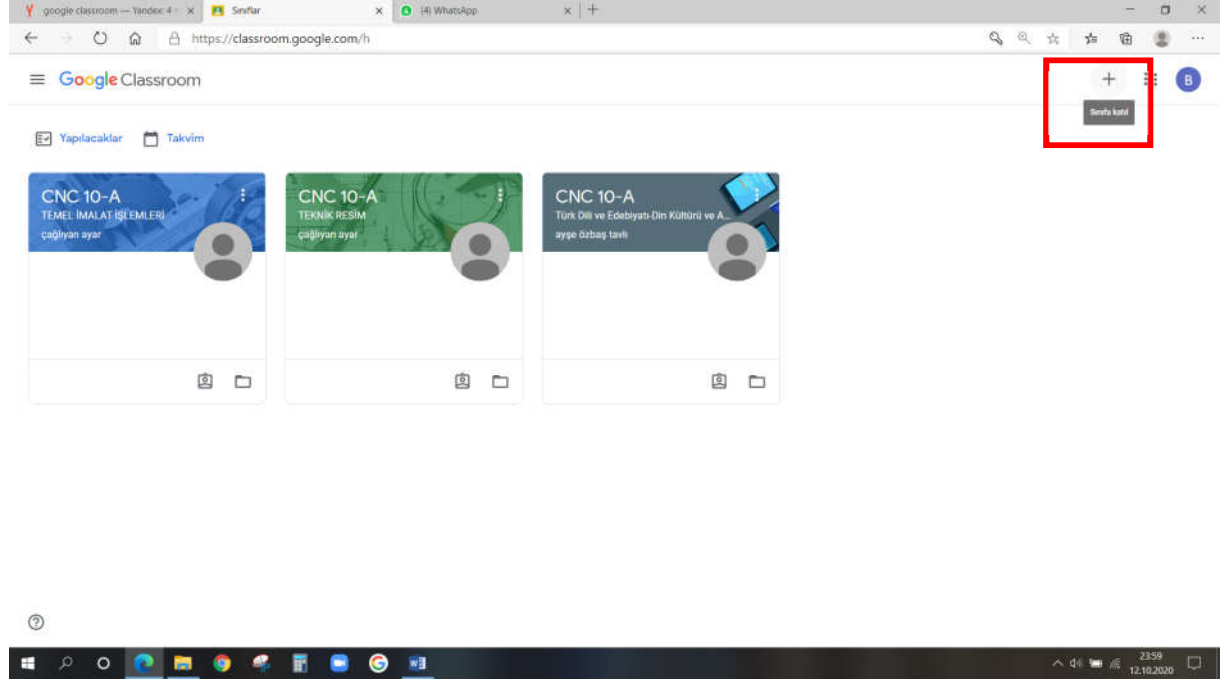 google classroom — Yandex: 4
Sınıflar
(4) WhatsApp
https://classroom.google.com/h
Google Classroom
B
Sınıfa katıl
Yapılacaklar
Takvim
CNC 10-A
TEMEL İMALAT İŞLEMLERİ
çağlıyan ayar
CNC 10-A
TEKNİK RESİM
çağlıyan ayar
CNC 10-A
Türk Dili ve Edebiyatı-Din Kültürü ve A...
ayşe özbaş tavlı
23:59
12.10.2020